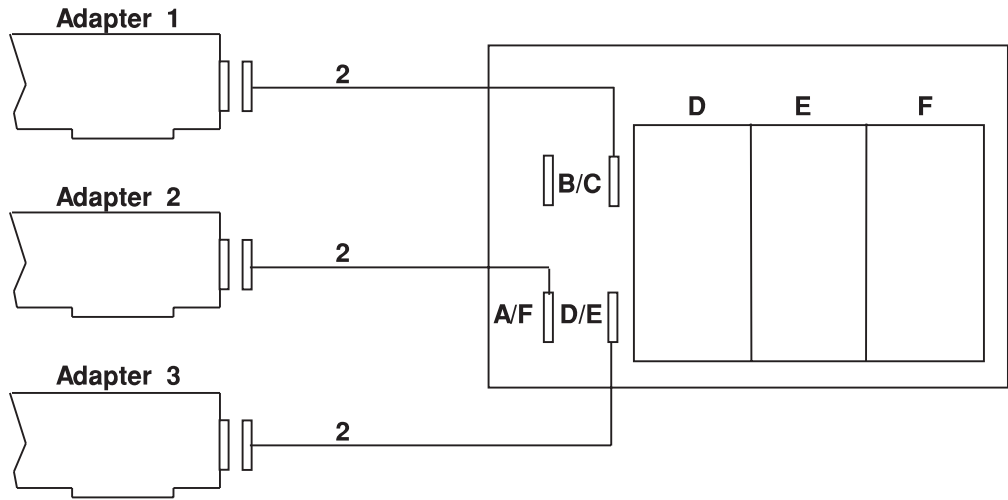 Adapter 1
2
D E F
B/C
Adapter 2
2
A/F D/E
Adapter 3
2